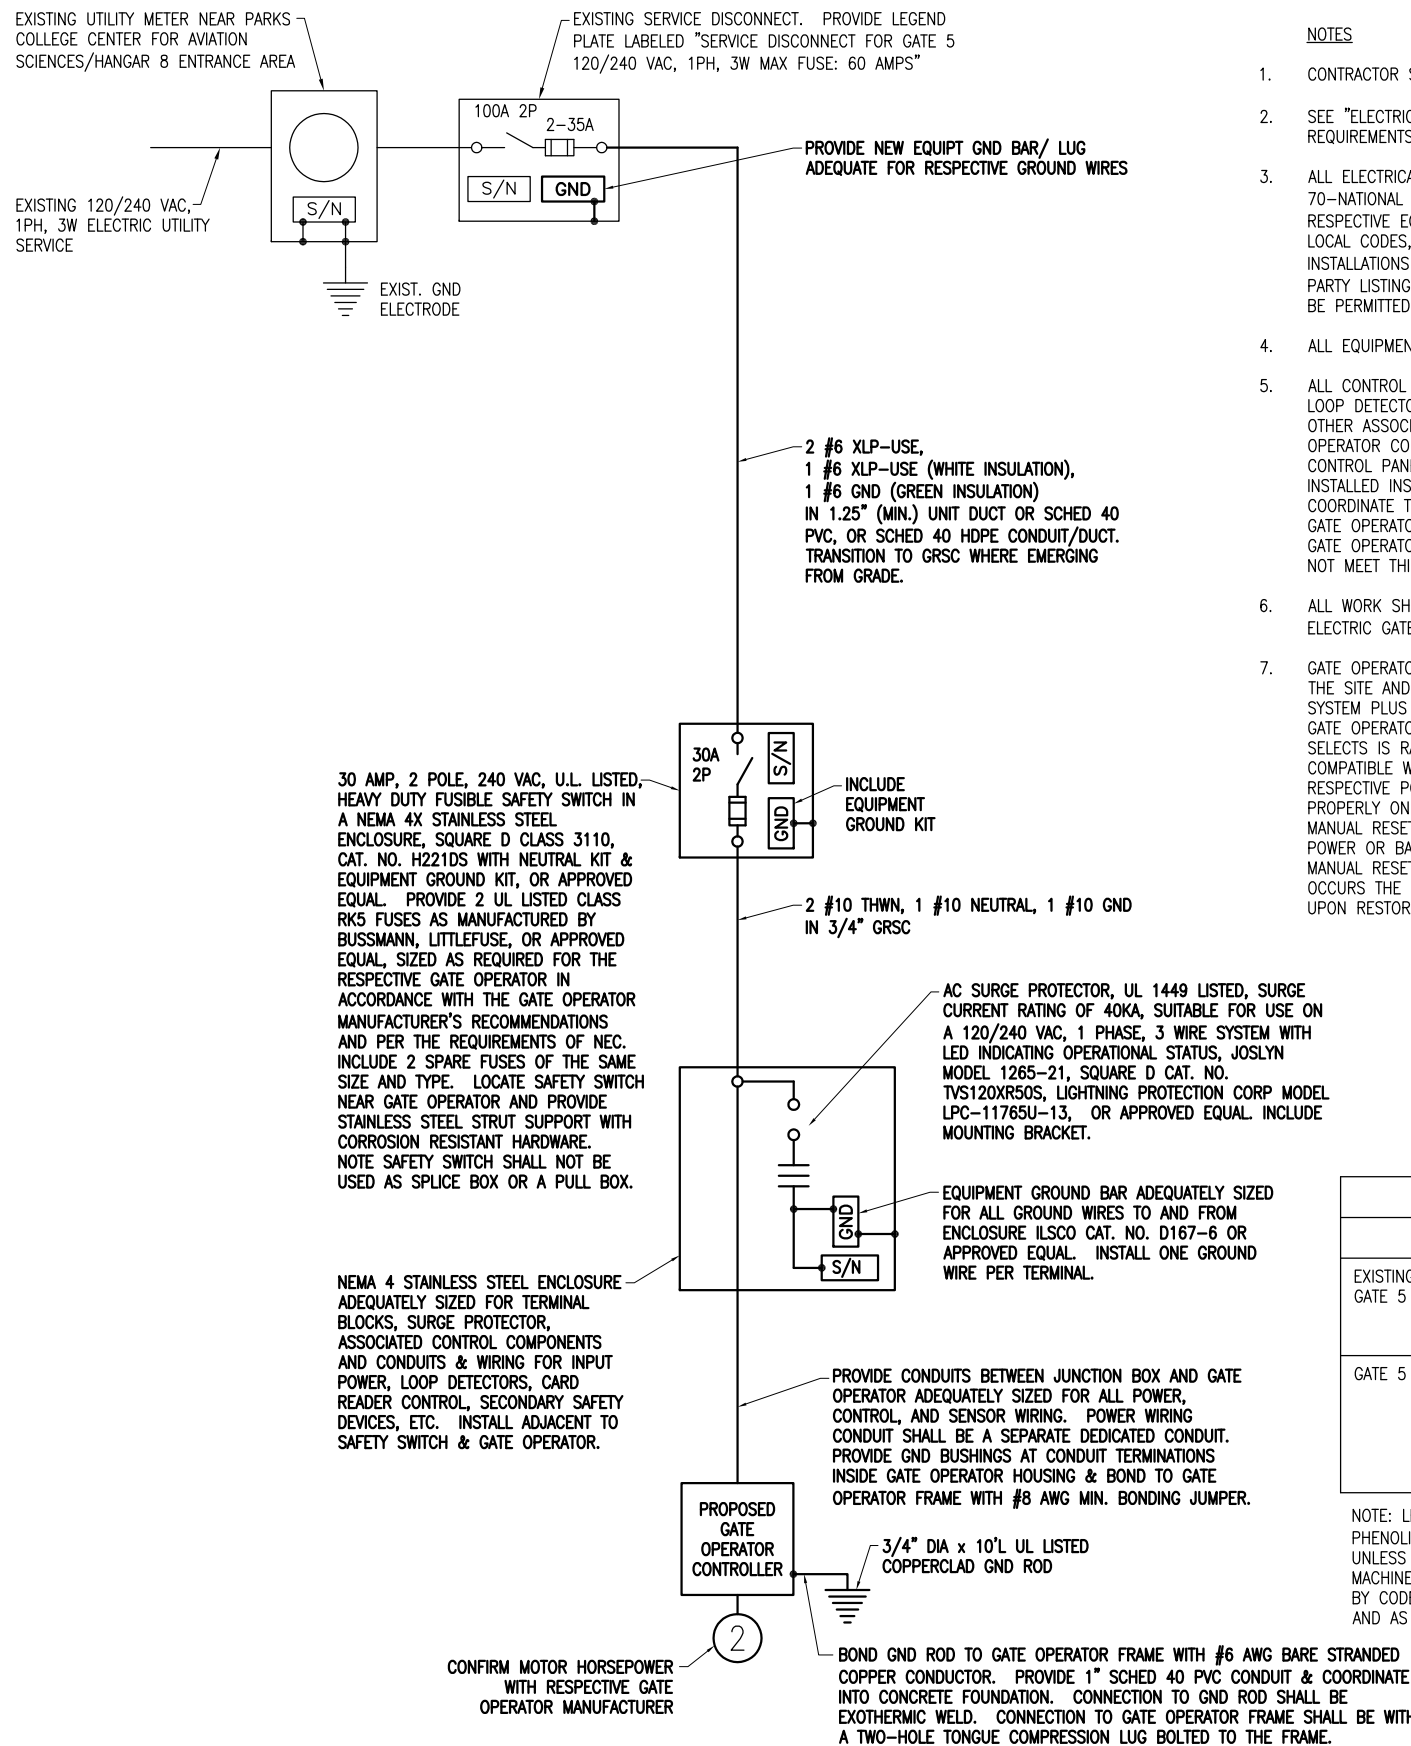 EXISTING UTILITY METER NEAR PARKS
COLLEGE CENTER FOR AVIATION
SCIENCES/HANGAR 8 ENTRANCE AREA
EXISTING SERVICE DISCONNECT. PROVIDE LEGEND
PLATE LABELED "SERVICE DISCONNECT FOR GATE 5
120/240 VAC, 1PH, 3W MAX FUSE: 60 AMPS"
100A 2P
2-35A
S/N
GND
S/N
PROVIDE NEW EQUIPT GND BAR/ LUG
ADEQUATE FOR RESPECTIVE GROUND WIRES
EXISTING 120/240 VAC,
1PH, 3W ELECTRIC UTILITY
SERVICE
EXIST. GND
ELECTRODE
2 #6 XLP-USE,
1 #6 XLP-USE (WHITE INSULATION),
1 #6 GND (GREEN INSULATION)
IN 1.25" (MIN.) UNIT DUCT OR SCHED 40
PVC, OR SCHED 40 HDPE CONDUIT/DUCT.
TRANSITION TO GRSC WHERE EMERGING
FROM GRADE.
30A
2P
S/N
GND
INCLUDE
EQUIPMENT
GROUND KIT
30 AMP, 2 POLE, 240 VAC, U.L. LISTED,
HEAVY DUTY FUSIBLE SAFETY SWITCH IN
A NEMA 4X STAINLESS STEEL
ENCLOSURE, SQUARE D CLASS 3110,
CAT. NO. H221DS WITH NEUTRAL KIT &
EQUIPMENT GROUND KIT, OR APPROVED
EQUAL. PROVIDE 2 UL LISTED CLASS
RK5 FUSES AS MANUFACTURED BY
BUSSMANN, LITTLEFUSE, OR APPROVED
EQUAL, SIZED AS REQUIRED FOR THE
RESPECTIVE GATE OPERATOR IN
ACCORDANCE WITH THE GATE OPERATOR
MANUFACTURER'S RECOMMENDATIONS
AND PER THE REQUIREMENTS OF NEC.
INCLUDE 2 SPARE FUSES OF THE SAME
SIZE AND TYPE. LOCATE SAFETY SWITCH
NEAR GATE OPERATOR AND PROVIDE
STAINLESS STEEL STRUT SUPPORT WITH
CORROSION RESISTANT HARDWARE.
NOTE SAFETY SWITCH SHALL NOT BE
USED AS SPLICE BOX OR A PULL BOX.
2 #10 THWN, 1 #10 NEUTRAL, 1 #10 GND
IN 3/4" GRSC
AC SURGE PROTECTOR, UL 1449 LISTED, SURGE
CURRENT RATING OF 40KA, SUITABLE FOR USE ON
A 120/240 VAC, 1 PHASE, 3 WIRE SYSTEM WITH
LED INDICATING OPERATIONAL STATUS, JOSLYN
MODEL 1265-21, SQUARE D CAT. NO.
TVS120XR50S, LIGHTNING PROTECTION CORP MODEL
LPC-11765U-13, OR APPROVED EQUAL. INCLUDE
MOUNTING BRACKET.
GND
S/N
EQUIPMENT GROUND BAR ADEQUATELY SIZED
FOR ALL GROUND WIRES TO AND FROM
ENCLOSURE ILSCO CAT. NO. D167-6 OR
APPROVED EQUAL. INSTALL ONE GROUND
WIRE PER TERMINAL.
NEMA 4 STAINLESS STEEL ENCLOSURE
ADEQUATELY SIZED FOR TERMINAL
BLOCKS, SURGE PROTECTOR,
ASSOCIATED CONTROL COMPONENTS
AND CONDUITS & WIRING FOR INPUT
POWER, LOOP DETECTORS, CARD
READER CONTROL, SECONDARY SAFETY
DEVICES, ETC. INSTALL ADJACENT TO
SAFETY SWITCH & GATE OPERATOR.
PROVIDE CONDUITS BETWEEN JUNCTION BOX AND GATE
OPERATOR ADEQUATELY SIZED FOR ALL POWER,
CONTROL, AND SENSOR WIRING. POWER WIRING
CONDUIT SHALL BE A SEPARATE DEDICATED CONDUIT.
PROVIDE GND BUSHINGS AT CONDUIT TERMINATIONS
INSIDE GATE OPERATOR HOUSING & BOND TO GATE
OPERATOR FRAME WITH #8 AWG MIN. BONDING JUMPER.
PROPOSED
GATE
OPERATOR
CONTROLLER
3/4" DIA x 10'L UL LISTED
COPPERCLAD GND ROD
2
CONFIRM MOTOR HORSEPOWER
WITH RESPECTIVE GATE
OPERATOR MANUFACTURER
BOND GND ROD TO GATE OPERATOR FRAME WITH #6 AWG BARE STRANDED
COPPER CONDUCTOR. PROVIDE 1" SCHED 40 PVC CONDUIT & COORDINATE
INTO CONCRETE FOUNDATION. CONNECTION TO GND ROD SHALL BE
EXOTHERMIC WELD. CONNECTION TO GATE OPERATOR FRAME SHALL BE WITH
A TWO-HOLE TONGUE COMPRESSION LUG BOLTED TO THE FRAME.
NOTES
1. CONTRACTOR
2. SEE "ELECTRIC
REQUIREMENTS
3. ALL ELECTRICA
70-NATIONAL
RESPECTIVE E
LOCAL CODES,
INSTALLATIONS
PARTY LISTING
BE PERMITTED
4. ALL EQUIPMEN
5. ALL CONTROL
LOOP DETECTO
OTHER ASSOCI
OPERATOR CO
CONTROL PAN
INSTALLED INS
COORDINATE T
GATE OPERATO
GATE OPERATO
NOT MEET THI
6. ALL WORK SH
ELECTRIC GATE
7. GATE OPERATO
THE SITE AND
SYSTEM PLUS
GATE OPERATO
SELECTS IS RA
COMPATIBLE W
RESPECTIVE PO
PROPERLY ON
MANUAL RESET
POWER OR BA
MANUAL RESET
OCCURS THE
UPON RESTOR
EXISTING
GATE 5
GATE 5
NOTE: L
PHENOLI
UNLESS
MACHINE
BY CODE
AND AS